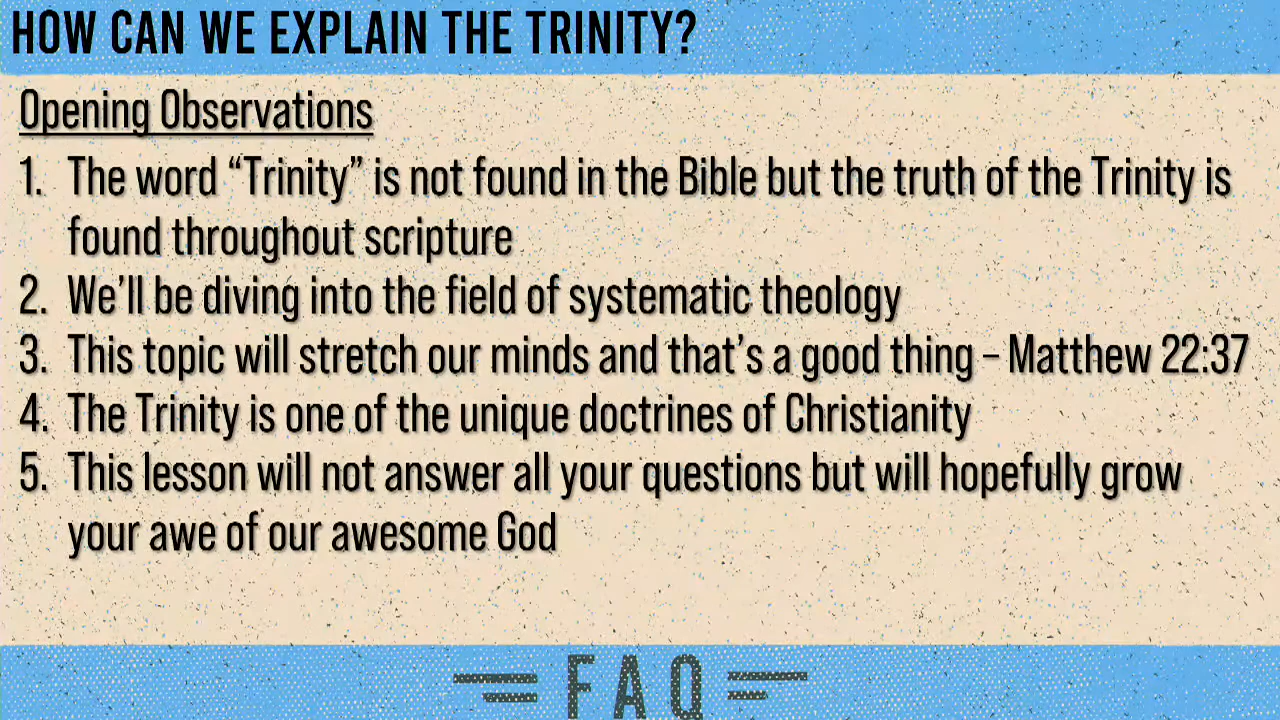 HOW CAN WE EXPLAIN THE TRINITY?
Opening Observations
1. The word “Trinity” is not found in the Bible but the truth of the Trinity is
found throughout scripture
2. We’ll be diving into the field of systematic theology
3. This topic will stretch our minds and that’s a good thing – Matthew 22:37
4. The Trinity is one of the unique doctrines of Christianity
5. This lesson will not answer all your questions but will hopefully grow
your awe of our awesome God
FAQ